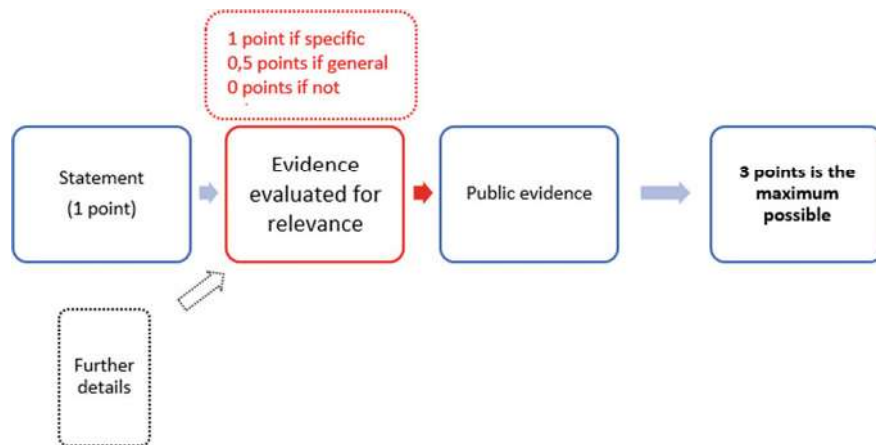 1 point if specific
0,5 points if general
0 points if not
Statement
(1 point)
Evidence
evaluated for
relevance
Public evidence
3 points is the
maximum
possible
Further
details